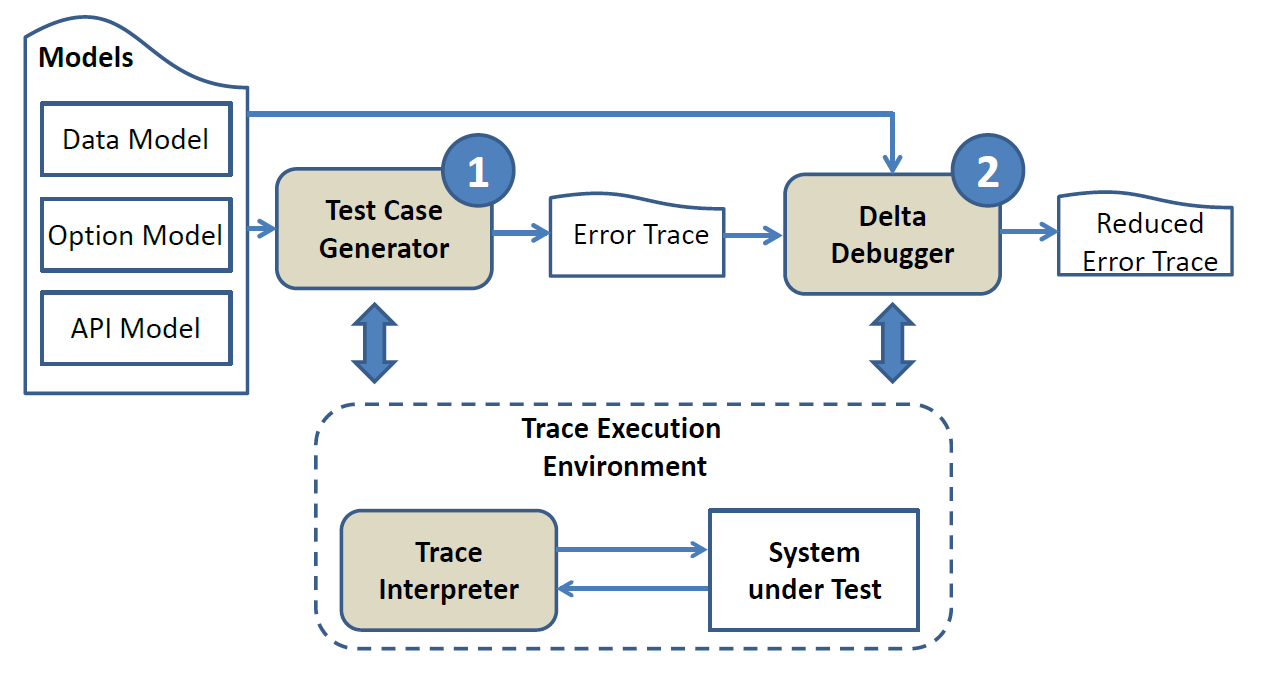 Models
Data Model
Option Model
API Model
1
Test Case
Generator
Error Trace
2
Delta
Debugger
Reduced
Error Trace
Trace Execution
Environment
Trace
Interpreter
System
under Test